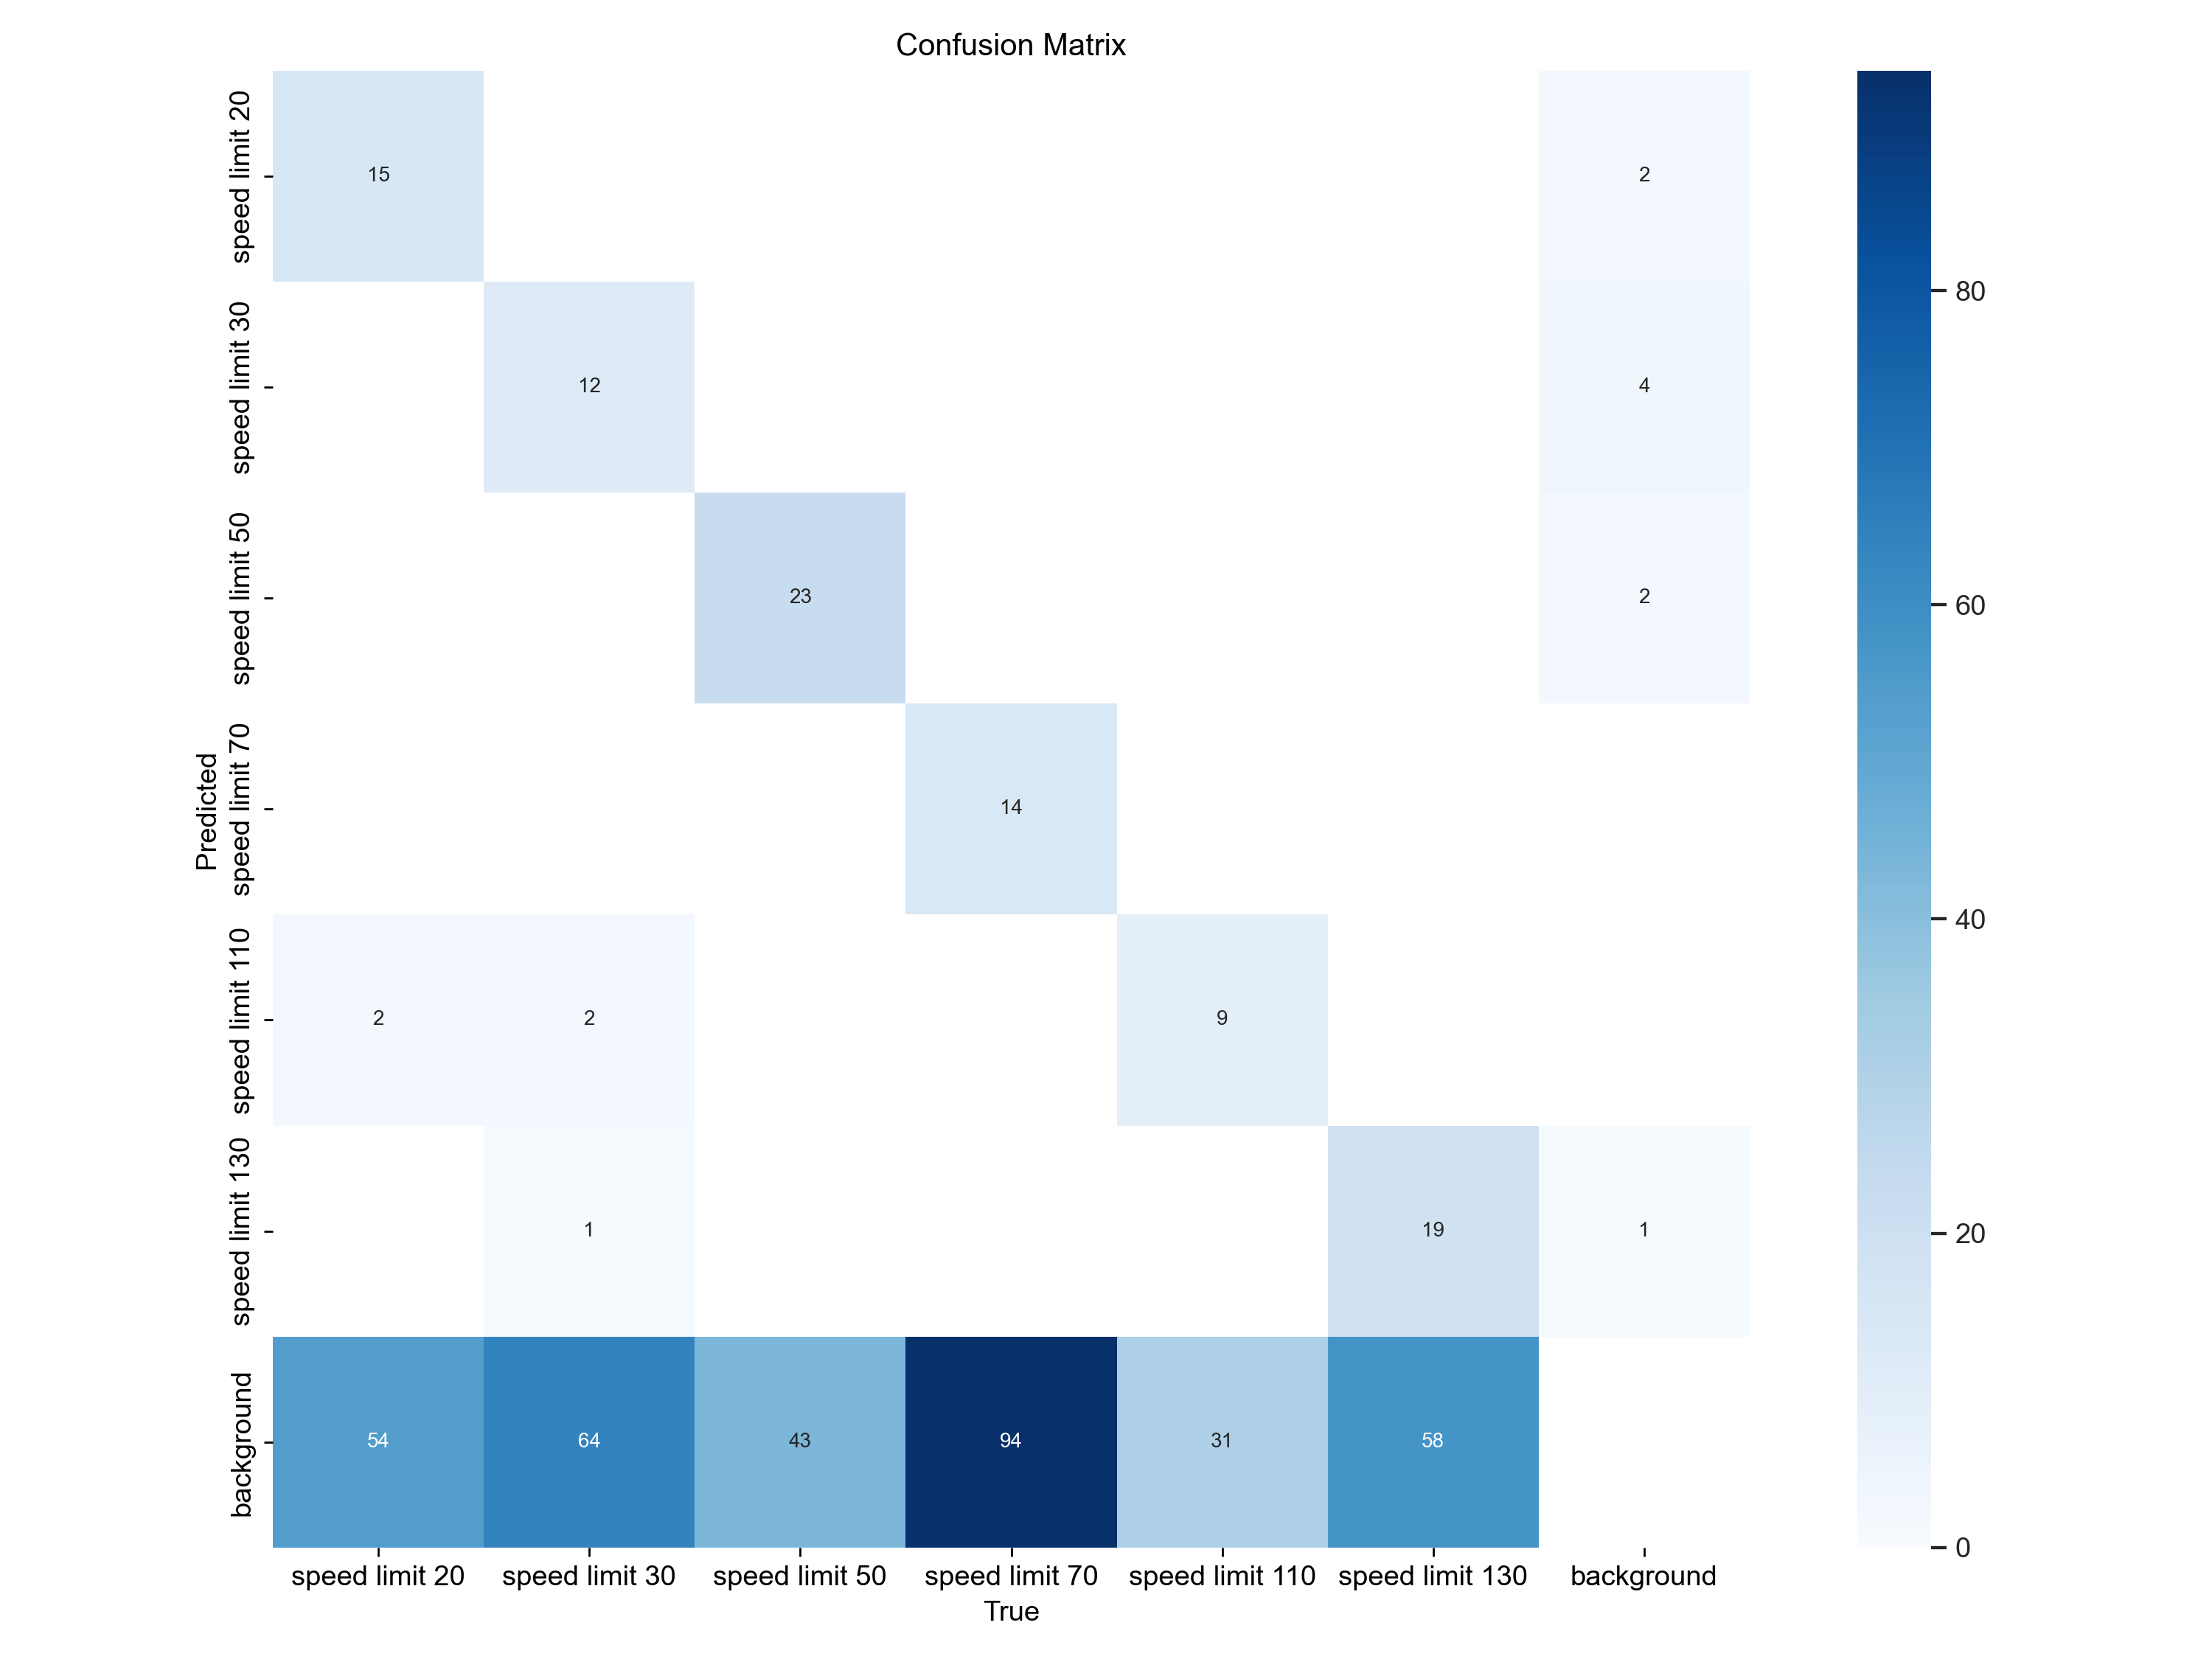 Confusion Matrix
speed limit 20
15
2
speed limit 30
12
4
speed limit 50
23
2
80
60
Predicted
speed limit 70
14
40
speed limit 110
2
2
9
speed limit 130
1
19
1
20
background
54
64
43
94
31
58
0
speed limit 20
speed limit 30
speed limit 50
speed limit 70
speed limit 110
speed limit 130
background
True